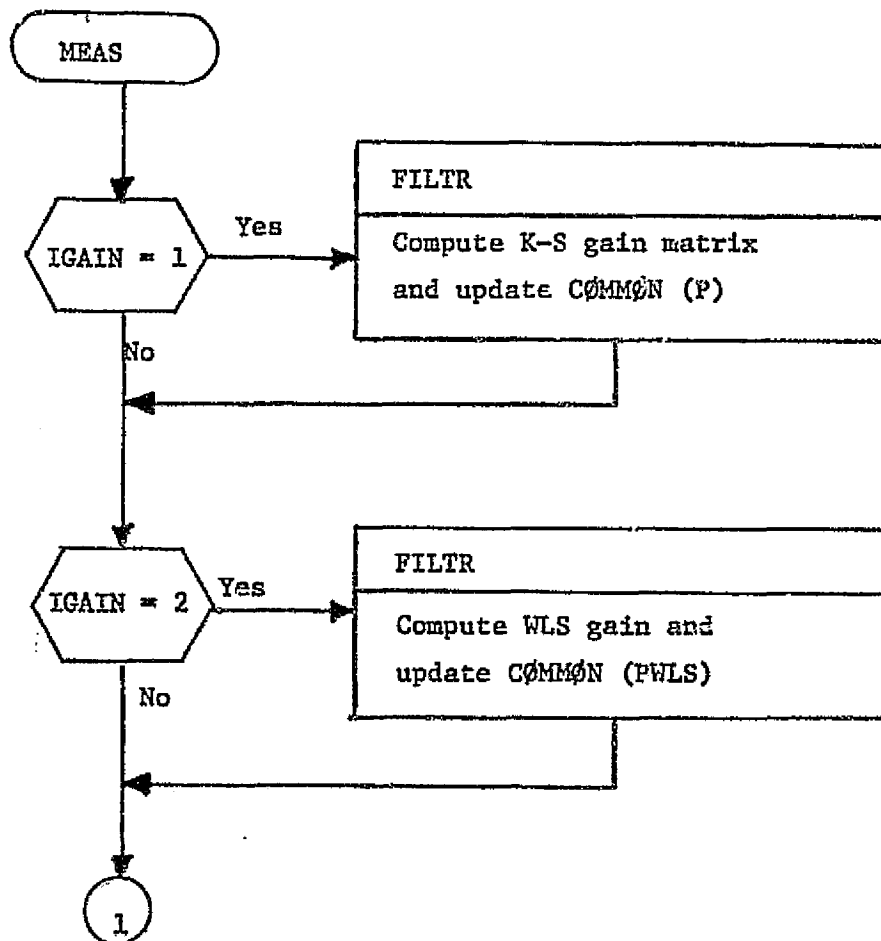 MEAS
IGAIN = 1
Yes
FILTR
Compute K-S gain matrix
and update CØMMØN (P)
No
IGAIN = 2
Yes
FILTR
Compute WLS gain and
update CØMMØN (PWLS)
No
1